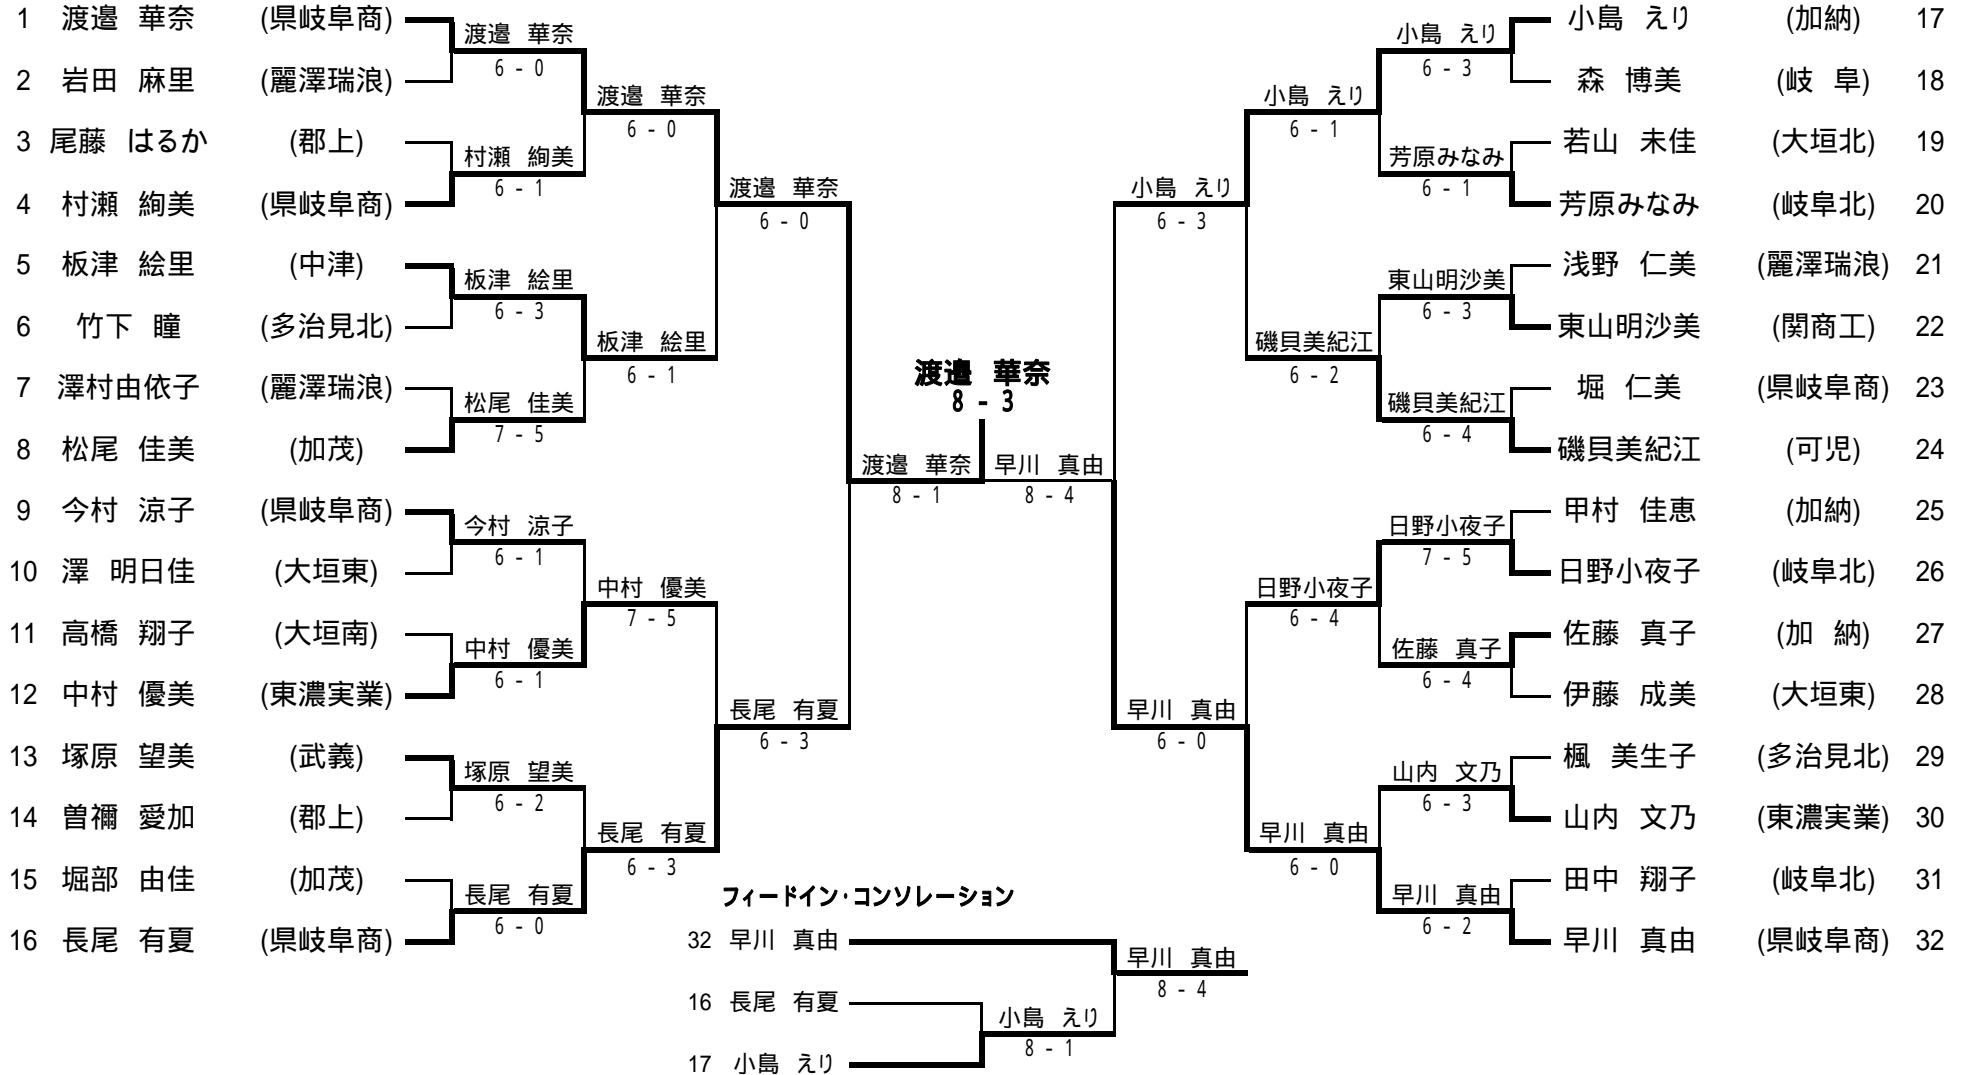 1 渡邉 華奈 (県岐阜商)
2 岩田 麻里 (麗澤瑞浪)
3 尾藤 はるか (郡上)
4 村瀬 絢美 (県岐阜商)
5 板津 絵里 (中津)
6 竹下 瞳 (多治見北)
7 澤村由依子 (麗澤瑞浪)
8 松尾 佳美 (加茂)
9 今村 涼子 (県岐阜商)
10 澤 明日佳 (大垣東)
11 高橋 翔子 (大垣南)
12 中村 優美 (東濃実業)
13 塚原 望美 (武義)
14 曽禰 愛加 (郡上)
15 堀部 由佳 (加茂)
16 長尾 有夏 (県岐阜商)
渡邉 華奈
6 - 0
村瀬 絢美
6 - 1
板津 絵里
6 - 3
松尾 佳美
7 - 5
今村 涼子
6 - 1
中村 優美
6 - 1
塚原 望美
6 - 2
長尾 有夏
6 - 0
渡邉 華奈
6 - 0
板津 絵里
6 - 1
中村 優美
7 - 5
長尾 有夏
6 - 3
渡邉 華奈
6 - 0
長尾 有夏
6 - 3
渡邉 華奈
8 - 1
渡邉 華奈
8 - 3
早川 真由
8 - 4
小島 えり
6 - 3
早川 真由
6 - 0
小島 えり
6 - 1
磯貝美紀江
6 - 2
日野小夜子
6 - 4
早川 真由
6 - 0
小島 えり
6 - 3
芳原みなみ
6 - 1
東山明沙美
6 - 3
磯貝美紀江
6 - 4
日野小夜子
7 - 5
佐藤 真子
6 - 4
山内 文乃
6 - 3
早川 真由
6 - 2
小島 えり (加納) 17
森 博美 (岐 阜) 18
若山 未佳 (大垣北) 19
芳原みなみ (岐阜北) 20
浅野 仁美 (麗澤瑞浪) 21
東山明沙美 (関商工) 22
堀 仁美 (県岐阜商) 23
磯貝美紀江 (可児) 24
甲村 佳恵 (加納) 25
日野小夜子 (岐阜北) 26
佐藤 真子 (加 納) 27
伊藤 成美 (大垣東) 28
楓 美生子 (多治見北) 29
山内 文乃 (東濃実業) 30
田中 翔子 (岐阜北) 31
早川 真由 (県岐阜商) 32
フィードイン・コンソレーション
32 早川 真由
16 長尾 有夏
17 小島 えり
小島 えり
8 - 1
早川 真由
8 - 4